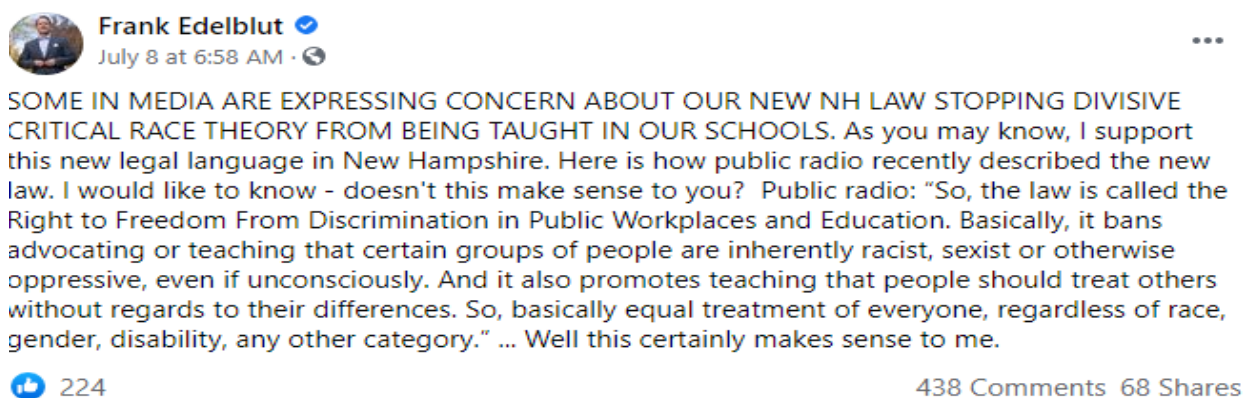 Frank Edelblut
July 8 at 6:58 AM ·
SOME IN MEDIA ARE EXPRESSING CONCERN ABOUT OUR NEW NH LAW STOPPING DIVISIVE
CRITICAL RACE THEORY FROM BEING TAUGHT IN OUR SCHOOLS. As you may know, I support
this new legal language in New Hampshire. Here is how public radio recently described the new
law. I would like to know - doesn't this make sense to you?  Public radio: “So, the law is called the
Right to Freedom From Discrimination in Public Workplaces and Education. Basically, it bans
advocating or teaching that certain groups of people are inherently racist, sexist or otherwise
oppressive, even if unconsciously. And it also promotes teaching that people should treat others
without regards to their differences. So, basically equal treatment of everyone, regardless of race,
gender, disability, any other category.” ... Well this certainly makes sense to me.
224 438 Comments 68 Shares